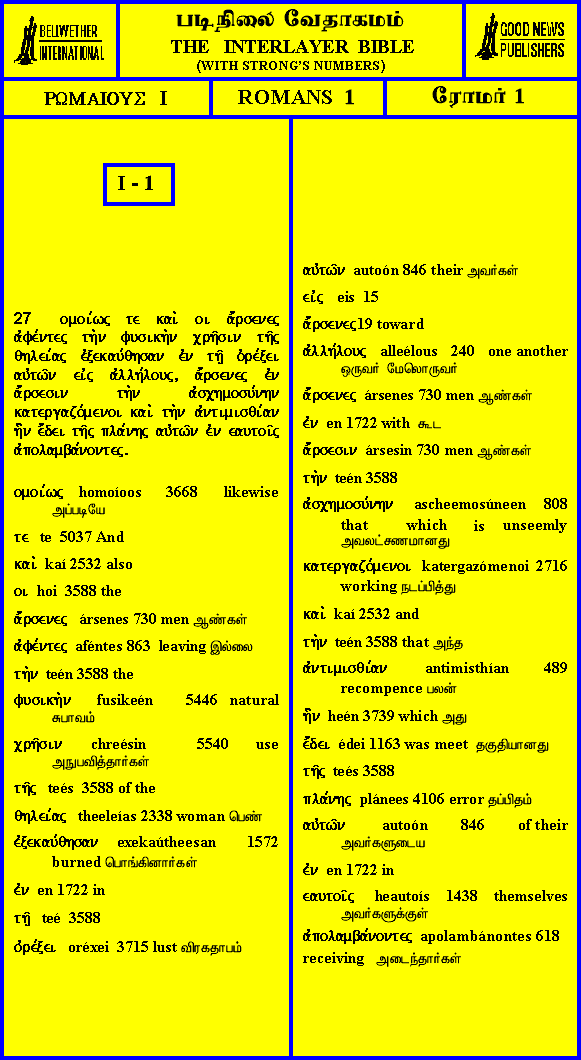 BELLWETHER
INTERNATIONAL
படிநிலை வேதாகமம்
THE INTERLAYER BIBLE
(WITH STRONG'S NUMBERS)
GOOD NEWS
PUBLISHERS
ΡΩΜΑΙΟΥΣ Ι
ROMANS 1
ரோமர் 1
I - 1
27 ομοίως τε καὶ οι ἄρσενες
ἀφέντες τὴν φυσικὴν χρῆσιν τῆς
θηλείας ἐξεκαύθησαν ἐν τῇ ὀρέξει
αὐτῶν εἰς ἀλλήλους, ἄρσενες ἐν
ἄρσεσιν τὴν ἀσχημοσύνην
κατεργαζόμενοι καὶ τὴν ἀντιμισθίαν
ἣν ἔδει τῆς πλάνης αὐτῶν ἐν εαυτοῖς
ἀπολαμβάνοντες.
ομοίως homoíoos 3668 likewise
அப்படியே
τε te 5037 And
καὶ kaí 2532 also
οι hoi 3588 the
ἄρσενες ársenes 730 men ஆண்கள்
ἀφέντες aféntes 863 leaving இல்லை
τὴν teén 3588 the
φυσικὴν fusikeén 5446 natural
சுபாவம்
χρῆσιν chreésin 5540 use
அநுபவித்தார்கள்
τῆς teés 3588 of the
θηλείας theeleías 2338 woman பெண்
ἐξεκαύθησαν exekaútheesan 1572
burned பொங்கினார்கள்
ἐν en 1722 in
τῇ teé 3588
ὀρέξει oréxei 3715 lust விரகதாபம்
αὐτῶν autoón 846 their அவர்கள்
εἰς eis 15
ἄρσενες19 toward
ἀλλήλους alleélous 240 one another
ஒருவர் மேலொருவர்
ἄρσενες ársenes 730 men ஆண்கள்
ἐν en 1722 with கூட
ἄρσεσιν ársesin 730 men ஆண்கள்
τὴν teén 3588
ἀσχημοσύνην ascheemosúneen 808
that which is unseemly
அவலட்சணமானது
κατεργαζόμενοι katergazómenoi 2716
working நடப்பித்து
καὶ kaí 2532 and
τὴν teén 3588 that அந்த
ἀντιμισθίαν antimisthían 489
recompence பலன்
ἣν heén 3739 which அது
ἔδει édei 1163 was meet தகுதியானது
τῆς teés 3588
πλάνης plánees 4106 error தப்பிதம்
αὐτῶν autoón 846 of their
அவர்களுடைய
ἐν en 1722 in
εαυτοῖς heautoís 1438 themselves
அவர்களுக்குள்
ἀπολαμβάνοντες apolambánontes 618
receiving அடைந்தார்கள்